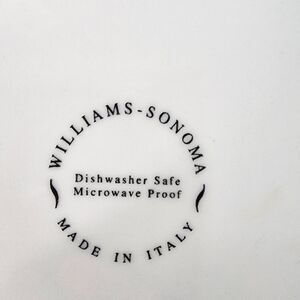 WILLIAMS-SONOMA
Dishwasher Safe
Microwave Proof
MADE IN ITALY